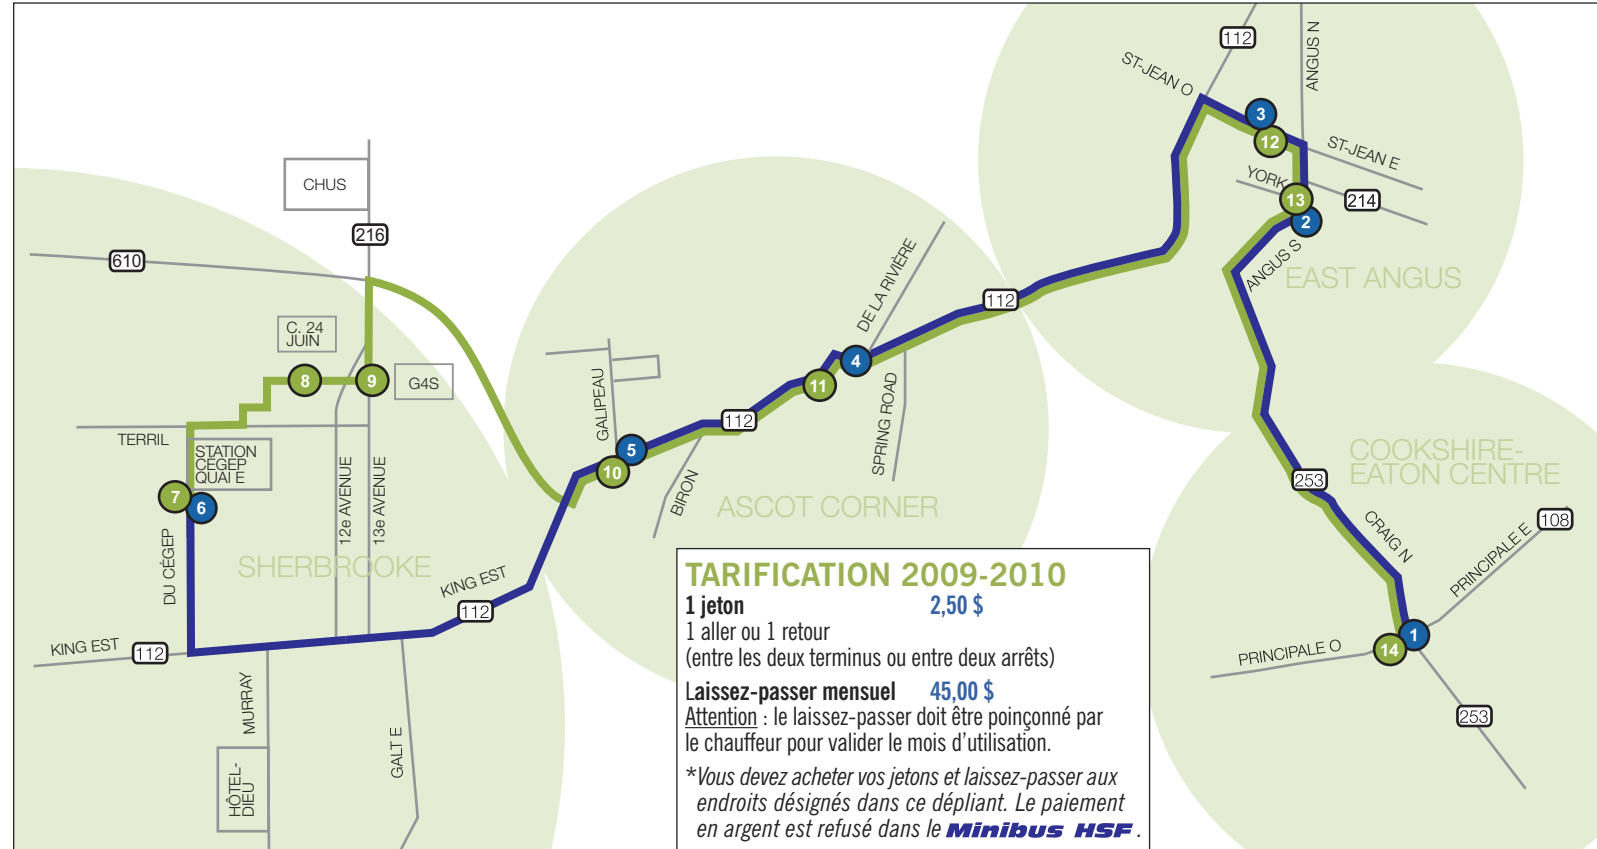 112
ANGUS N
ST-JEAN O
3
12
ST-JEAN E
YORK
13
214
2
ANGUS S
EAST ANGUS
CHUS
216
610
DE LA RIVIÈRE
112
C. 24
JUIN
8
9
G4S
4
11
GALIPEAU
112
SPRING ROAD
TERRIL
STATION
CÉGEP
QUAI E
5
10
BIRON
ASCOT CORNER
7
6
12e AVENUE
13e AVENUE
DU CÉGEP
SHERBROOKE
KING EST
112
KING EST
112
MURRAY
GALT E
HÔTEL-
DIEU
COOKSHIRE-
EATON CENTRE
253
CRAIG N
108
PRINCIPALE E
1
14
PRINCIPALE O
253
TARIFICATION 2009-2010
1 jeton 2,50 $
1 aller ou 1 retour
(entre les deux terminus ou entre deux arrêts)
Laissez-passer mensuel 45,00 $
Attention : le laissez-passer doit être poinçonné par
le chauffeur pour valider le mois d'utilisation.
*Vous devez acheter vos jetons et laissez-passer aux
endroits désignés dans ce dépliant. Le paiement
en argent est refusé dans le Minibus HSF.